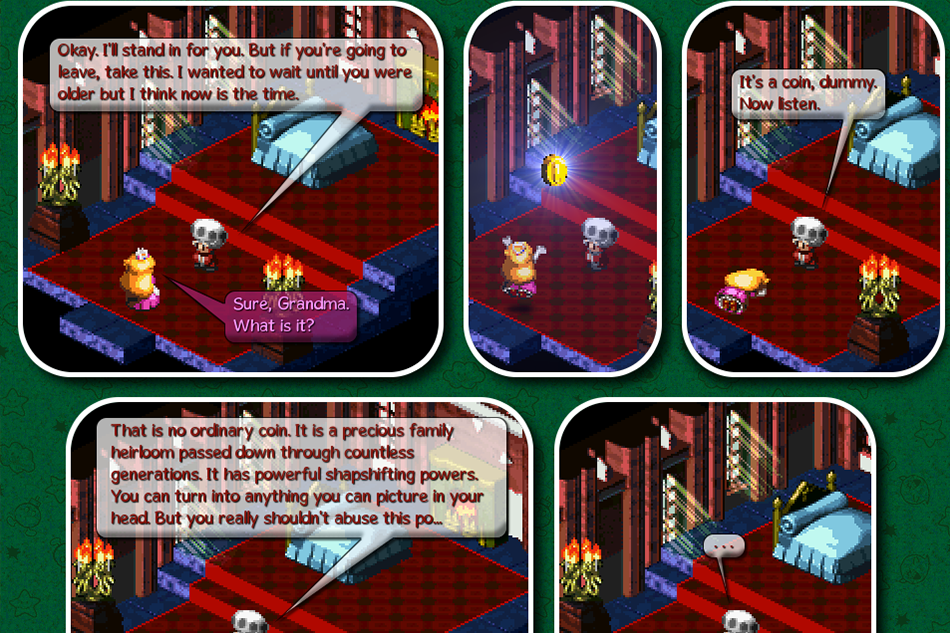 Okay. I'll stand in for you. But if you're going to
leave, take this. I wanted to wait until you were
older but I think now is the time.
Sure, Grandma.
What is it?
It's a coin, dummy.
Now listen.
That is no ordinary coin. It is a precious family
heirloom passed down through countless
generations. It has powerful shapshifting powers.
You can turn into anything you can picture in your
head. But you really shouldn't abuse this po...
...